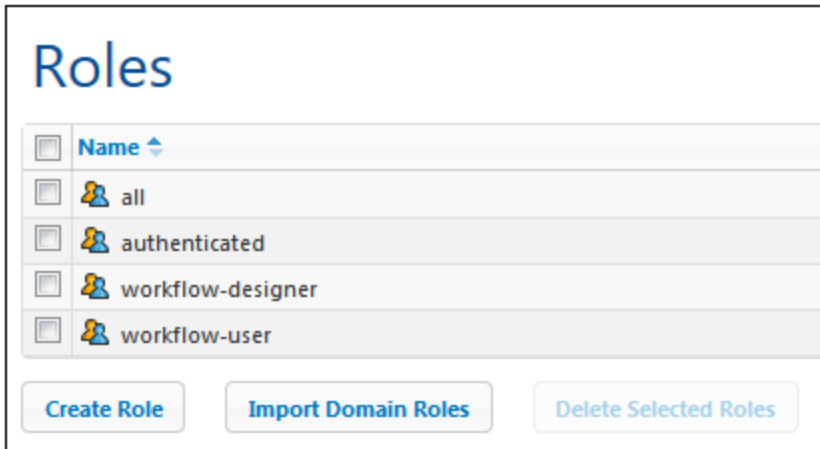 Roles
Name
all
authenticated
workflow-designer
workflow-user
Create Role Import Domain Roles Delete Selected Roles